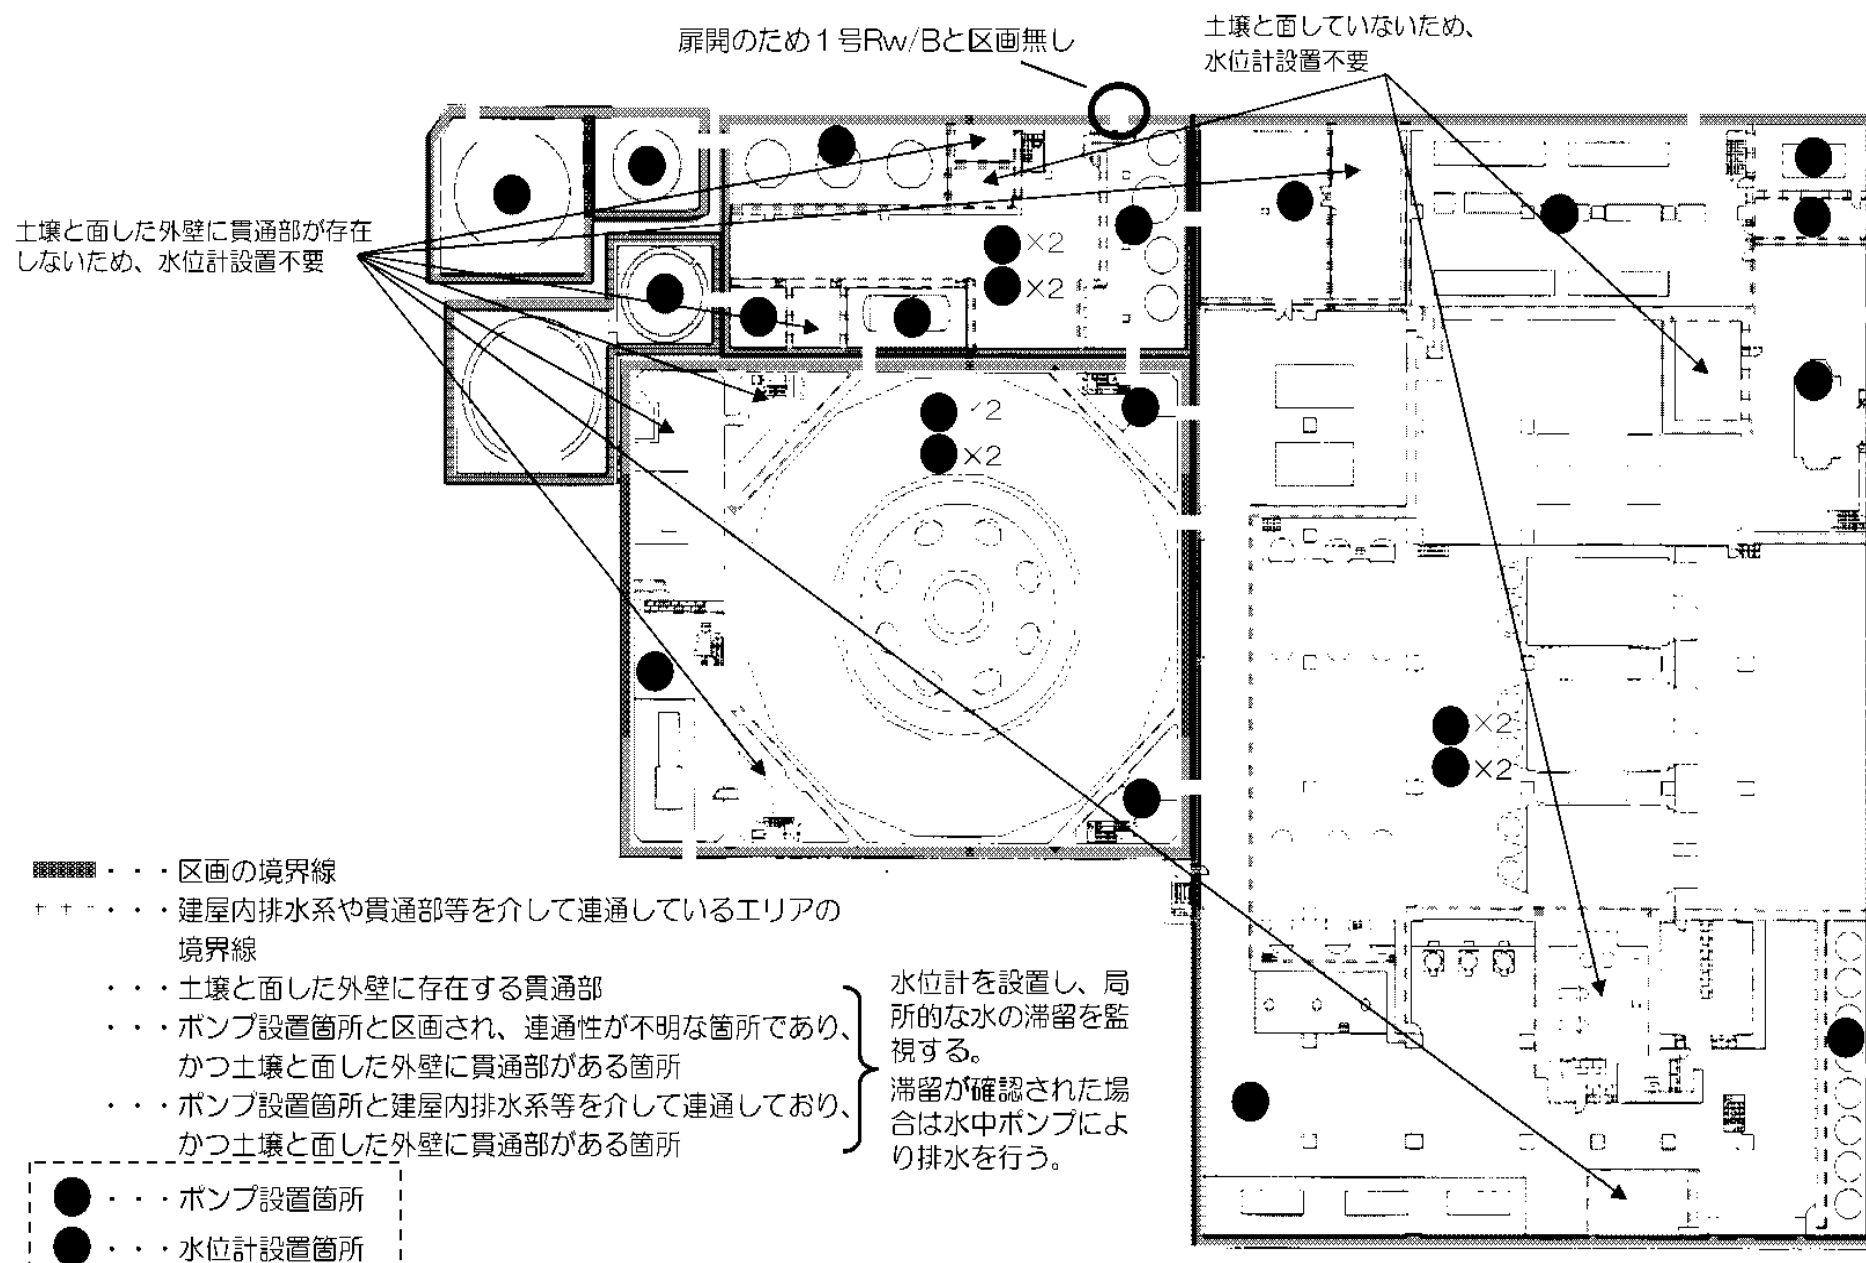 扉開のため1号Rw/Bと区画無し
土壌と面していないため、
水位計設置不要
土壌と面した外壁に貫通部が存在
しないため、水位計設置不要
×2
×2
×2
×2
×2
×2
・・・区画の境界線
・・・建屋内排水系や貫通部等を介して連通しているエリアの
境界線
・・・土壌と面した外壁に存在する貫通部
・・・ポンプ設置箇所と区画され、連通性が不明な箇所であり、
かつ土壌と面した外壁に貫通部がある箇所
・・・ポンプ設置箇所と建屋内排水系等を介して連通しており、
かつ土壌と面した外壁に貫通部がある箇所
水位計を設置し、局
所的な水の滞留を監
視する。
滞留が確認された場
合は水中ポンプによ
り排水を行う。
・・・ポンプ設置箇所
・・・水位計設置箇所